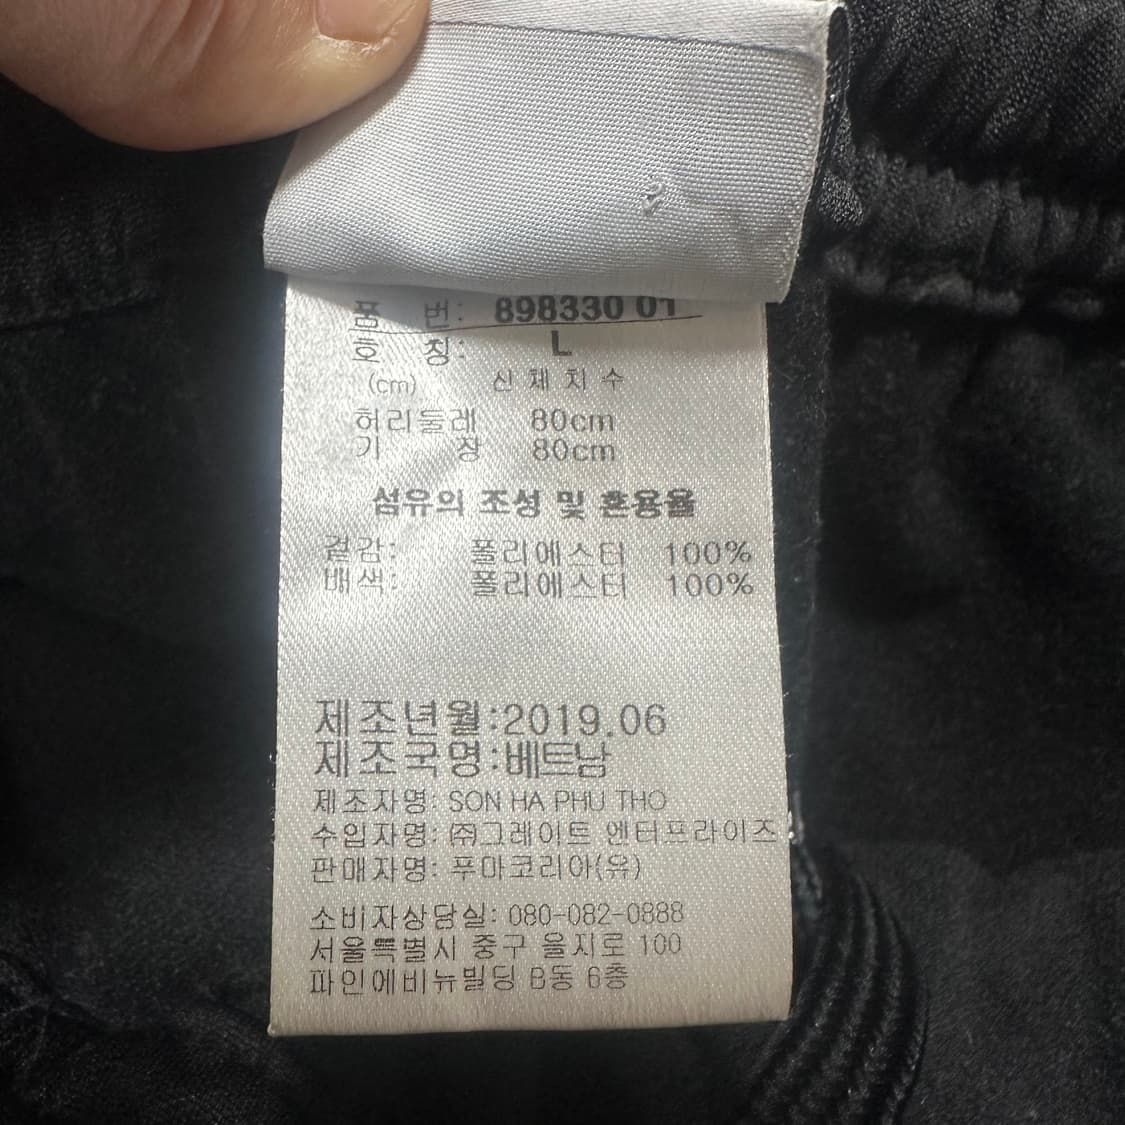 품 번: 898330 01
호 칭: L
(cm) 신체치수
허리둘레 80cm
기 장 80cm
섬유의 조성 및 혼용율
겉감: 폴리에스터 100%
배색: 폴리에스터 100%
제조년월:2019.06
제조국명:베트남
제조자명: SON HA PHU THO
수입자명: ㈜그레이트 엔터프라이즈
판매자명: 푸마코리아(유)
소비자상담실: 080-082-0888
서울특별시 중구 을지로 100
파인에비뉴빌딩 B동 6층